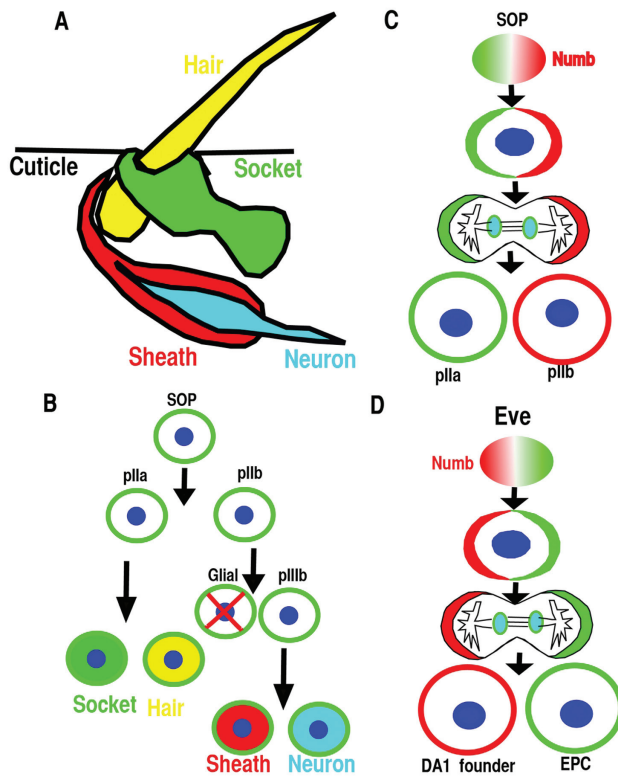 A
Hair
Cuticle
Socket
Sheath
Neuron
B
SOP
pIIa
pIIb
Glial
pIIIb
Socket
Hair
Sheath
Neuron
C
SOP
Numb
pIIa
pIIb
D
Eve
Numb
DA1 founder
EPC